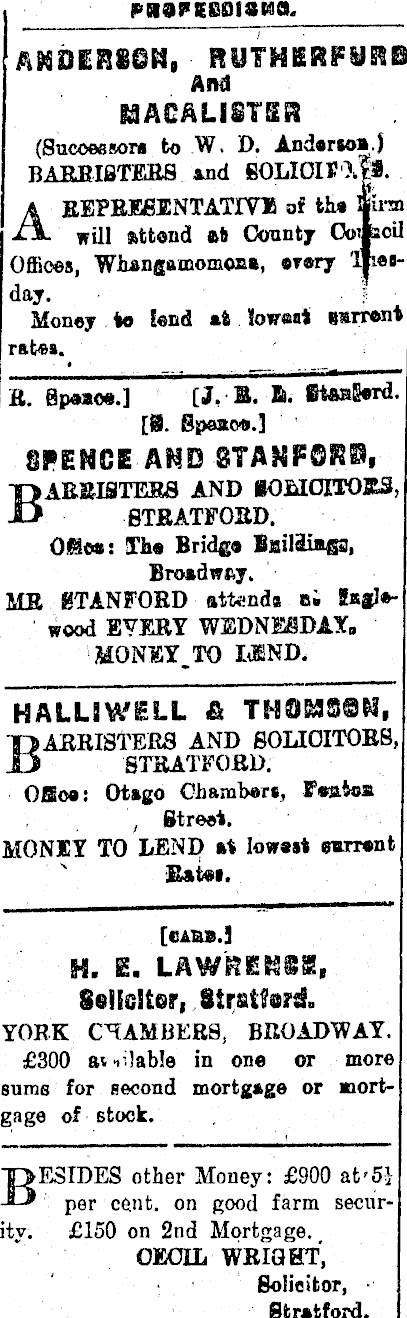 PROFESSIONAL.
ANDERSON, RUTHERFURD
And
MACALISTER
(Successors to W. D. Anderson.)
BARRISTERS and SOLICITORS.
A REPRESENTATIVE of the Firm
will attend at County Council
Offices, Whangamomona, every Tues-
day.
Money to lend at lowest current
rates.
R. Spence.] [J. B. Stanford.
[S. Spence.]
SPENCE AND STANFORD,
BARRISTERS AND SOLICITORS,
STRATFORD.
Office: The Bridge Buildings,
Broadway.
MR STANFORD attends at Ingle-
wood EVERY WEDNESDAY.
MONEY TO LEND.
HALLIWELL & THOMSON,
BARRISTERS AND SOLICITORS,
STRATFORD.
Office: Otago Chambers, Fenton
Street.
MONEY TO LEND at lowest current
Rates.
[CARD.]
H. E. LAWRENCE,
Solicitor, Stratford.
YORK CHAMBERS, BROADWAY.
£300 available in one or more
sums for second mortgage or mort-
gage of stock.
BESIDES other Money: £900 at 5½
per cent. on good farm secur-
ity. £150 on 2nd Mortgage.
CECIL WRIGHT,
Solicitor,
Stratford.